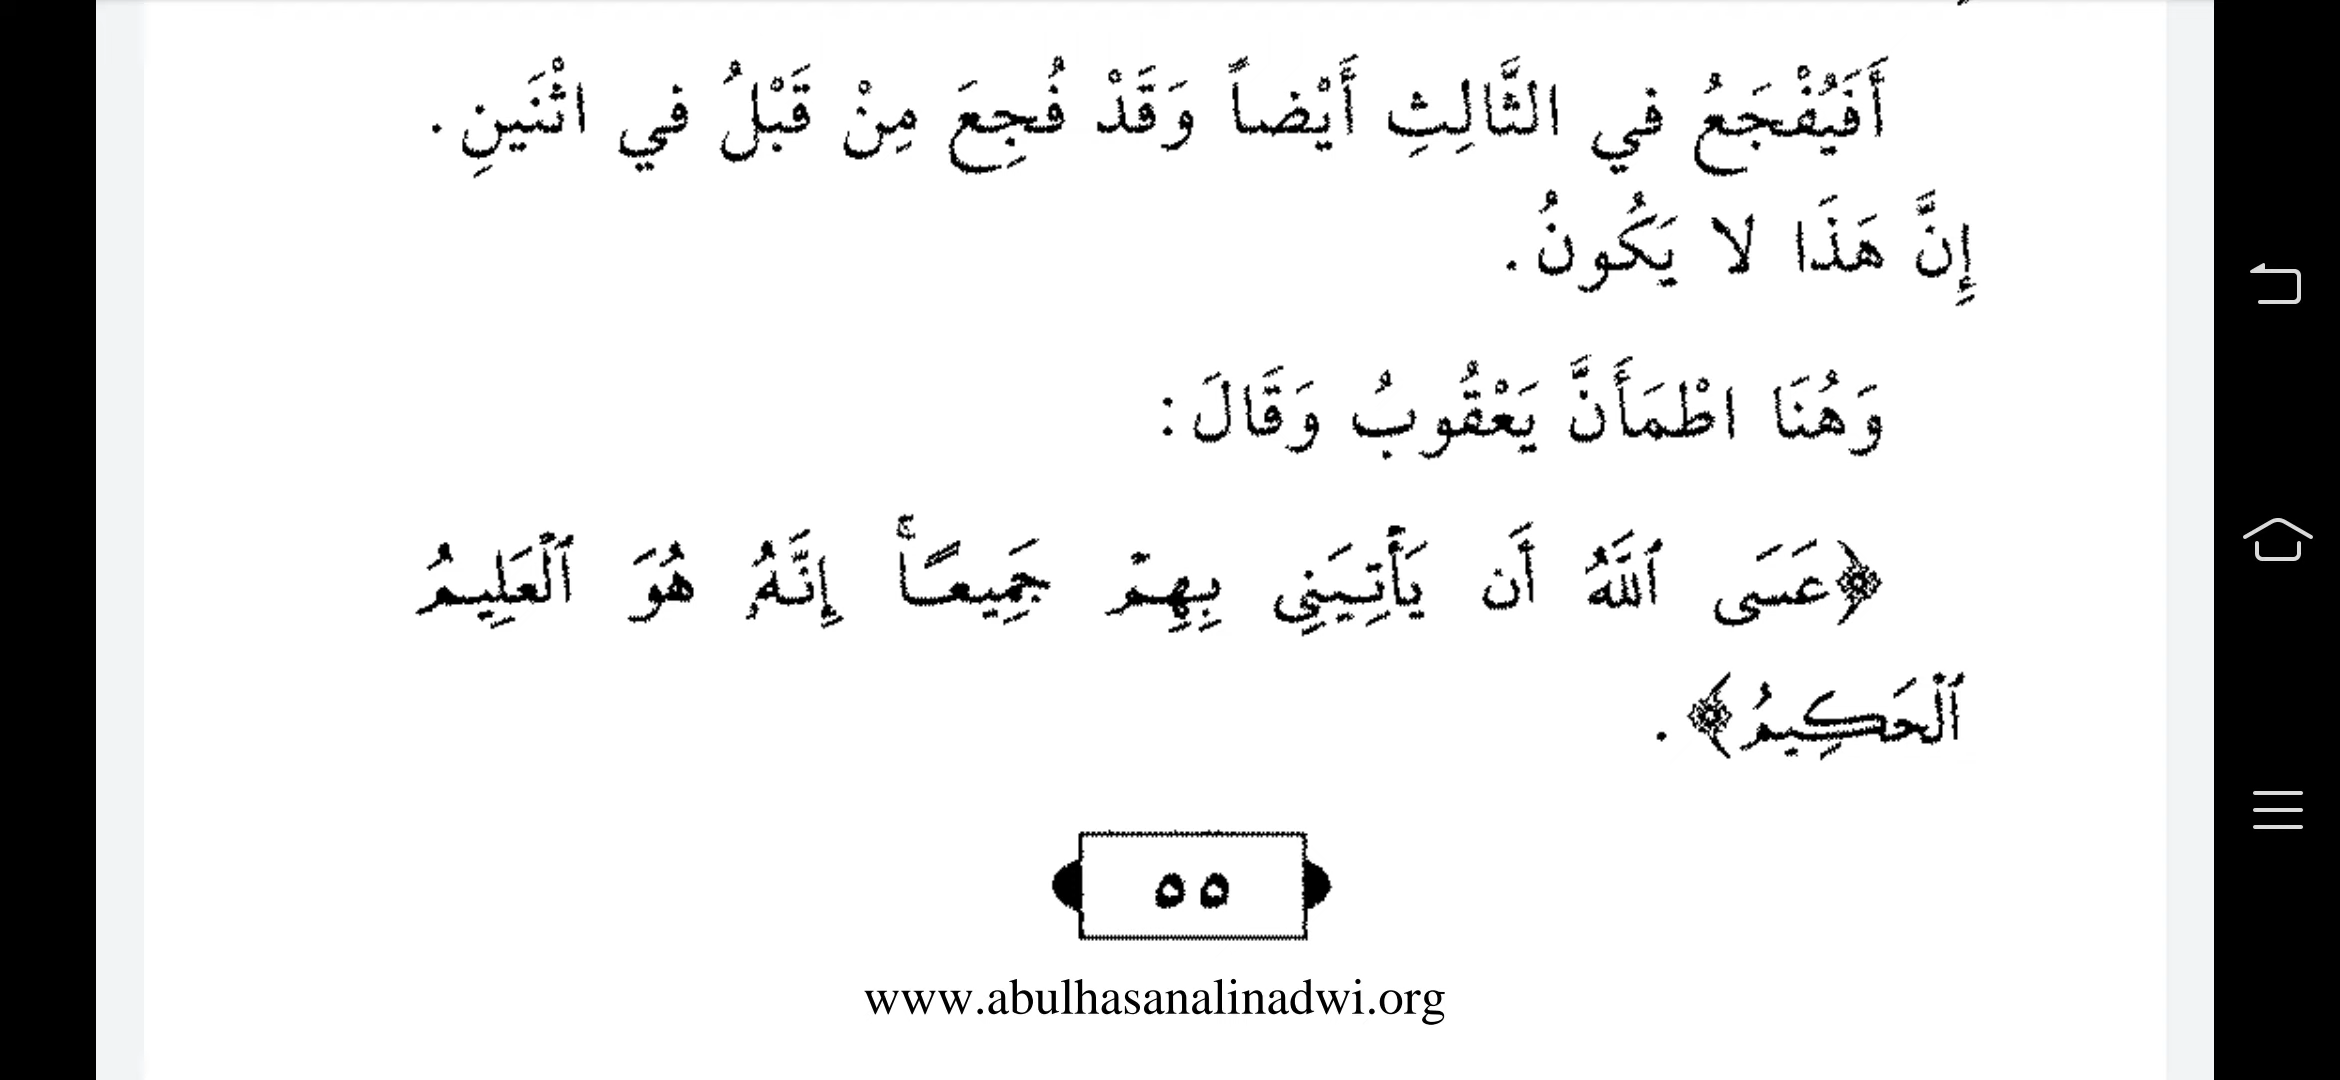 أَفَيُفْجَعُ في الثَّالِثِ أَيْضاً وَقَدْ فُجِعَ مِنْ قَبْلُ في اثْنَينِ .
إِنَّ هَذَا لا يَكُونُ .
وَهُنَا اطْمَأَنَّ يَعْقُوبُ وَقَالَ :
﴿عَسَى ٱللَّهُ أَن يَأْتِيَنِي بِهِمْ جَمِيعًاۚ إِنَّهُ هُوَ ٱلْعَلِيمُ
ٱلْحَكِيمُ﴾ .
٥٥
www.abulhasanalinadwi.org